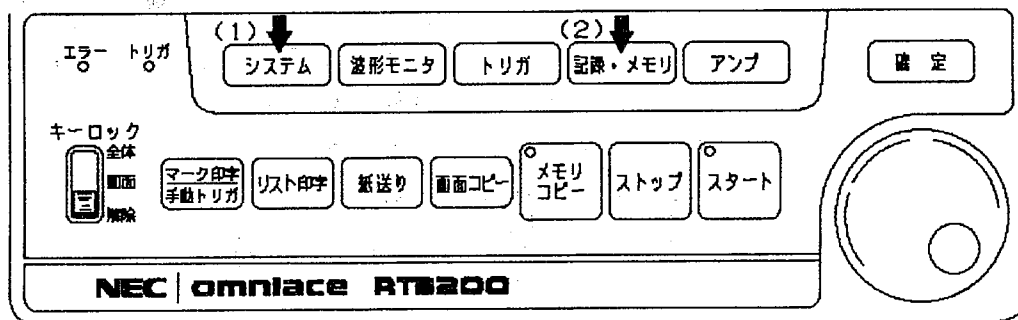 (1) (2)
エラー トリガ
システム 波形モニタ トリガ 記録・メモリ アンプ 確定
キーロック
全体
画面
解除
マーク印字
手動トリガ
リスト印字 紙送り 画面コピー
メモリ
コピー
ストップ スタート
NEC omniace RT3200